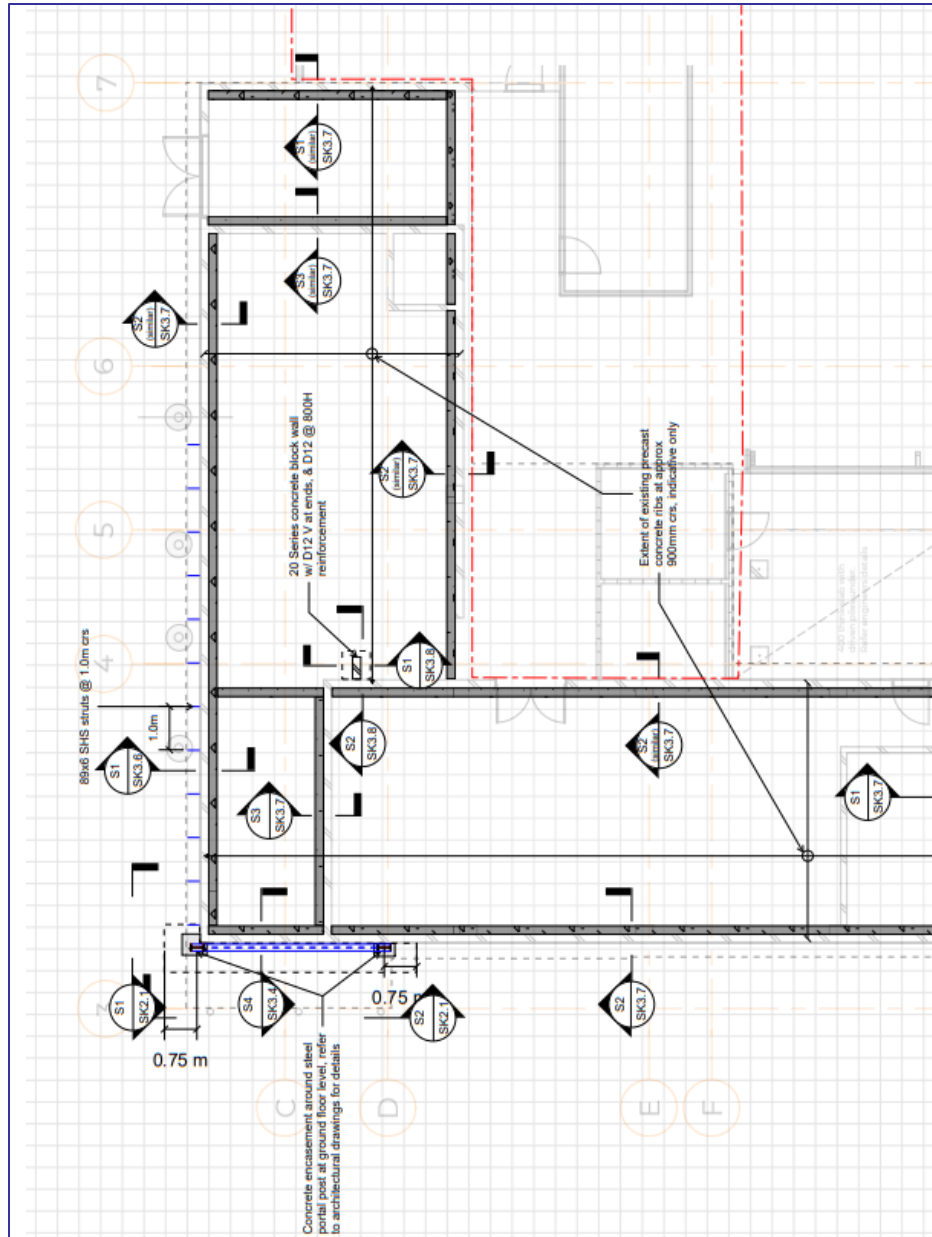 7
6
5
4
3
C
D
E
F
S1
(similar)
SK3.7
S3
(similar)
SK3.7
S2
(similar)
SK3.7
S2
(similar)
SK3.7
20 Series concrete block wall
w/ D12 V at ends, & D12 @ 800H
reinforcement
Extent of existing precast
concrete ribs at approx
900mm crs, indicative only
89x6 SHS struts @ 1.0m crs
1.0m
S1
SK3.6
S1
SK3.8
S2
SK3.8
S3
SK3.7
S2
(similar)
SK3.7
S1
SK3.7
S1
SK2.1
S4
SK3.4
S2
SK2.1
S2
SK3.7
0.75 m
0.75
Concrete encasement around steel
portal post at ground floor level, refer
to architectural drawings for details